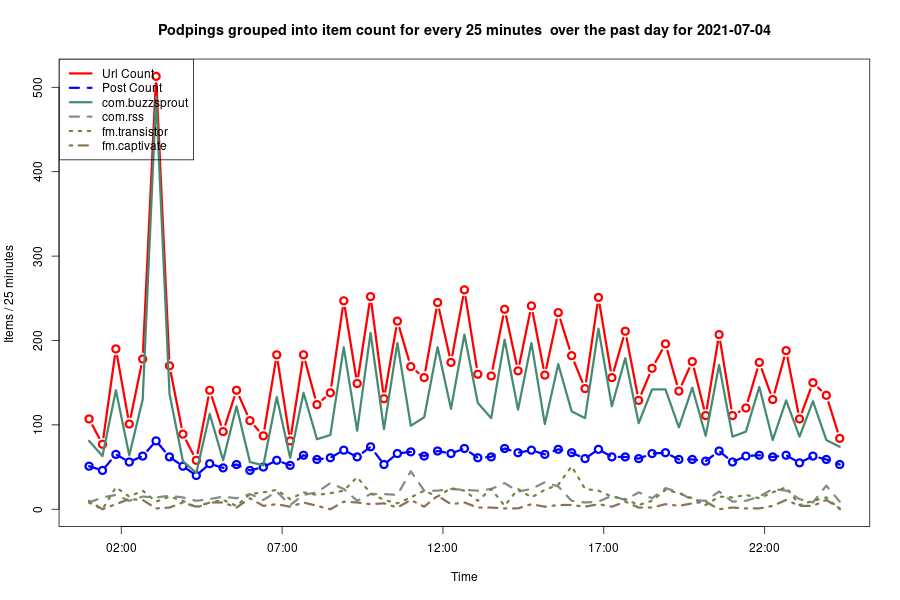 Podpings grouped into item count for every 25 minutes  over the past day for 2021-07-04
Url Count
Post Count
com.buzzsprout
com.rss
fm.transistor
fm.captivate
Items / 25 minutes
500
400
300
200
100
0
02:00
07:00
12:00
17:00
22:00
Time